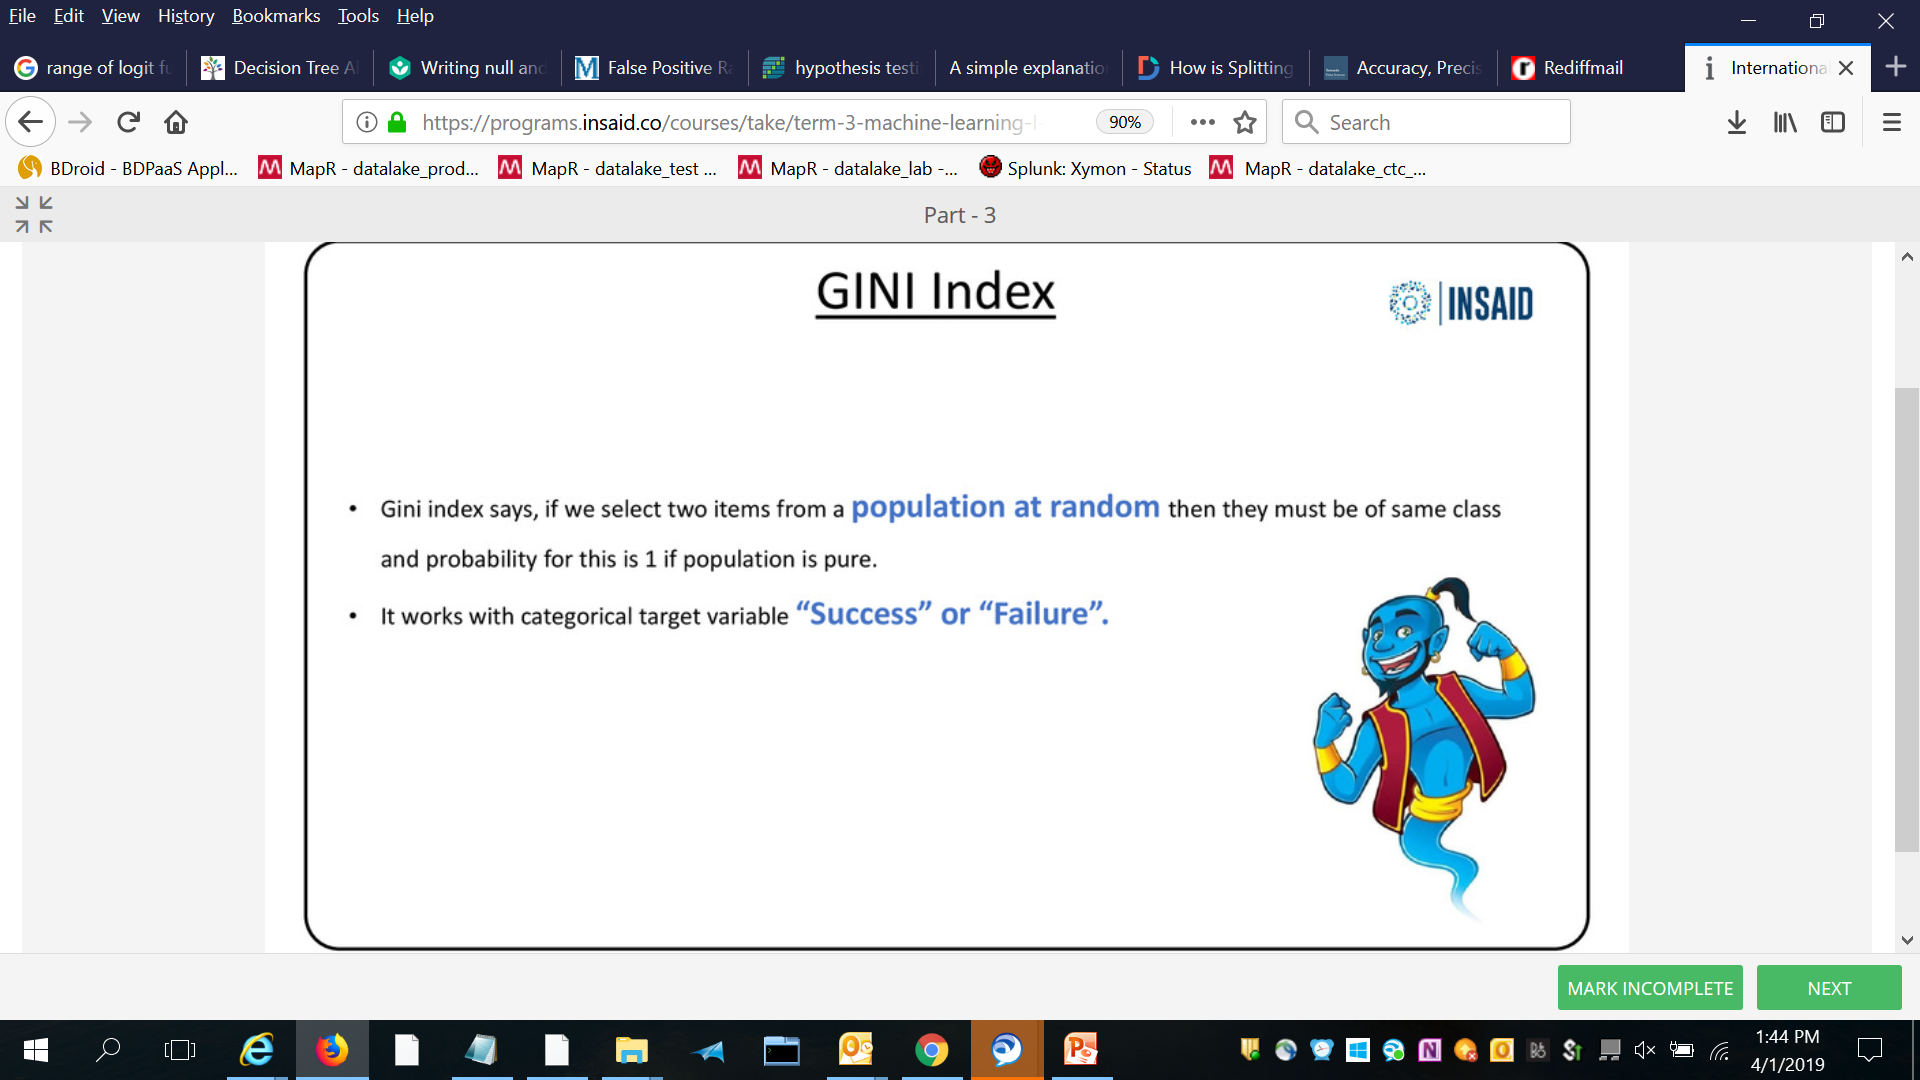 File Edit View History Bookmarks Tools Help
range of logit fu
Decision Tree Al
Writing null and
False Positive Ra
hypothesis testi
A simple explanation
How is Splitting
Accuracy, Precis
Rediffmail
Internationa
https://programs.insaid.co/courses/take/term-3-machine-learning-l
90%
Search
BDroid - BDPaaS Appl...
MapR - datalake_prod...
MapR - datalake_test ...
MapR - datalake_lab -...
Splunk: Xymon - Status
MapR - datalake_ctc_...
Part - 3
GINI Index
INSAID
• Gini index says, if we select two items from a population at random then they must be of same class
and probability for this is 1 if population is pure.
• It works with categorical target variable “Success” or “Failure”.
MARK INCOMPLETE
NEXT
1:44 PM
4/1/2019